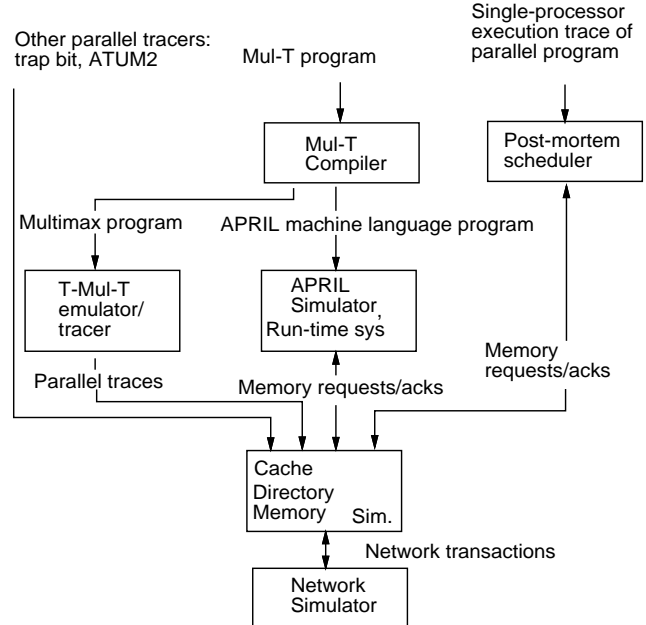 Other parallel tracers:
trap bit, ATUM2
Mul-T program
Single-processor
execution trace of
parallel program
Mul-T
Compiler
Post-mortem
scheduler
Multimax program
APRIL machine language program
T-Mul-T
emulator/
tracer
APRIL
Simulator,
Run-time sys
Parallel traces
Memory requests/acks
Memory
requests/acks
Cache
Directory
Memory Sim.
Network transactions
Network
Simulator